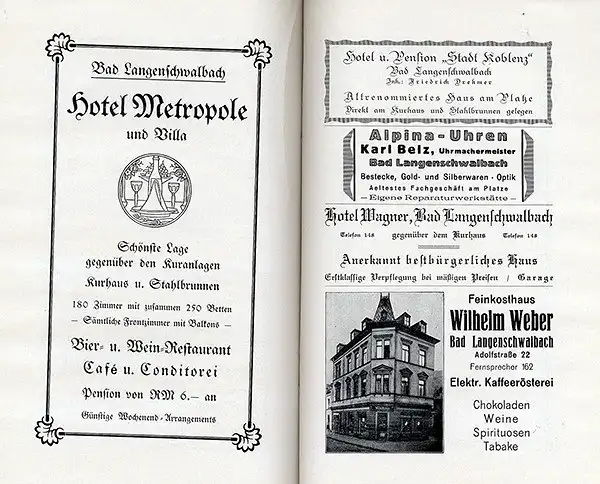 Bad Langenschwalbach
Hotel Metropole
und Villa
Schönste Lage
gegenüber den Kuranlagen
Kurhaus u. Stahlbrunnen
180 Zimmer mit zusammen 250 Betten
— Sämtliche Frontzimmer mit Balkons —
Bier- u. Wein-Restaurant
Café u. Conditorei
Pension von RM 6.— an
Günstige Wochenend-Arrangements
Hotel u. Pension „Stadt Koblenz“
Bad Langenschwalbach
Inh.: Friedrich Drehmer
Altrenommiertes Haus am Platze
Direkt am Kurhaus und Stahlbrunnen gelegen
Alpina-Uhren
Karl Belz, Uhrmachermeister
Bad Langenschwalbach
Bestecke, Gold- und Silberwaren · Optik
Aeltestes Fachgeschäft am Platze
— Eigene Reparaturwerkstätte —
Hotel Wagner, Bad Langenschwalbach
Telefon 148 gegenüber dem Kurhaus Telefon 148
Anerkannt bestbürgerliches Haus
Erstklassige Verpflegung bei mäßigen Preisen / Garage
Feinkosthaus
Wilhelm Weber
Bad Langenschwalbach
Adolfstraße 22
Fernsprecher 162
Elektr. Kaffeerösterei
Chokoladen
Weine
Spirituosen
Tabake